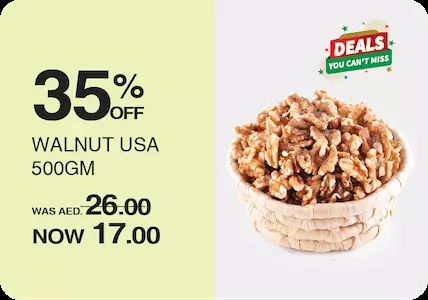 35% OFF
WALNUT USA
500GM
WAS AED. 26.00
NOW 17.00
DEALS
YOU CAN'T MISS